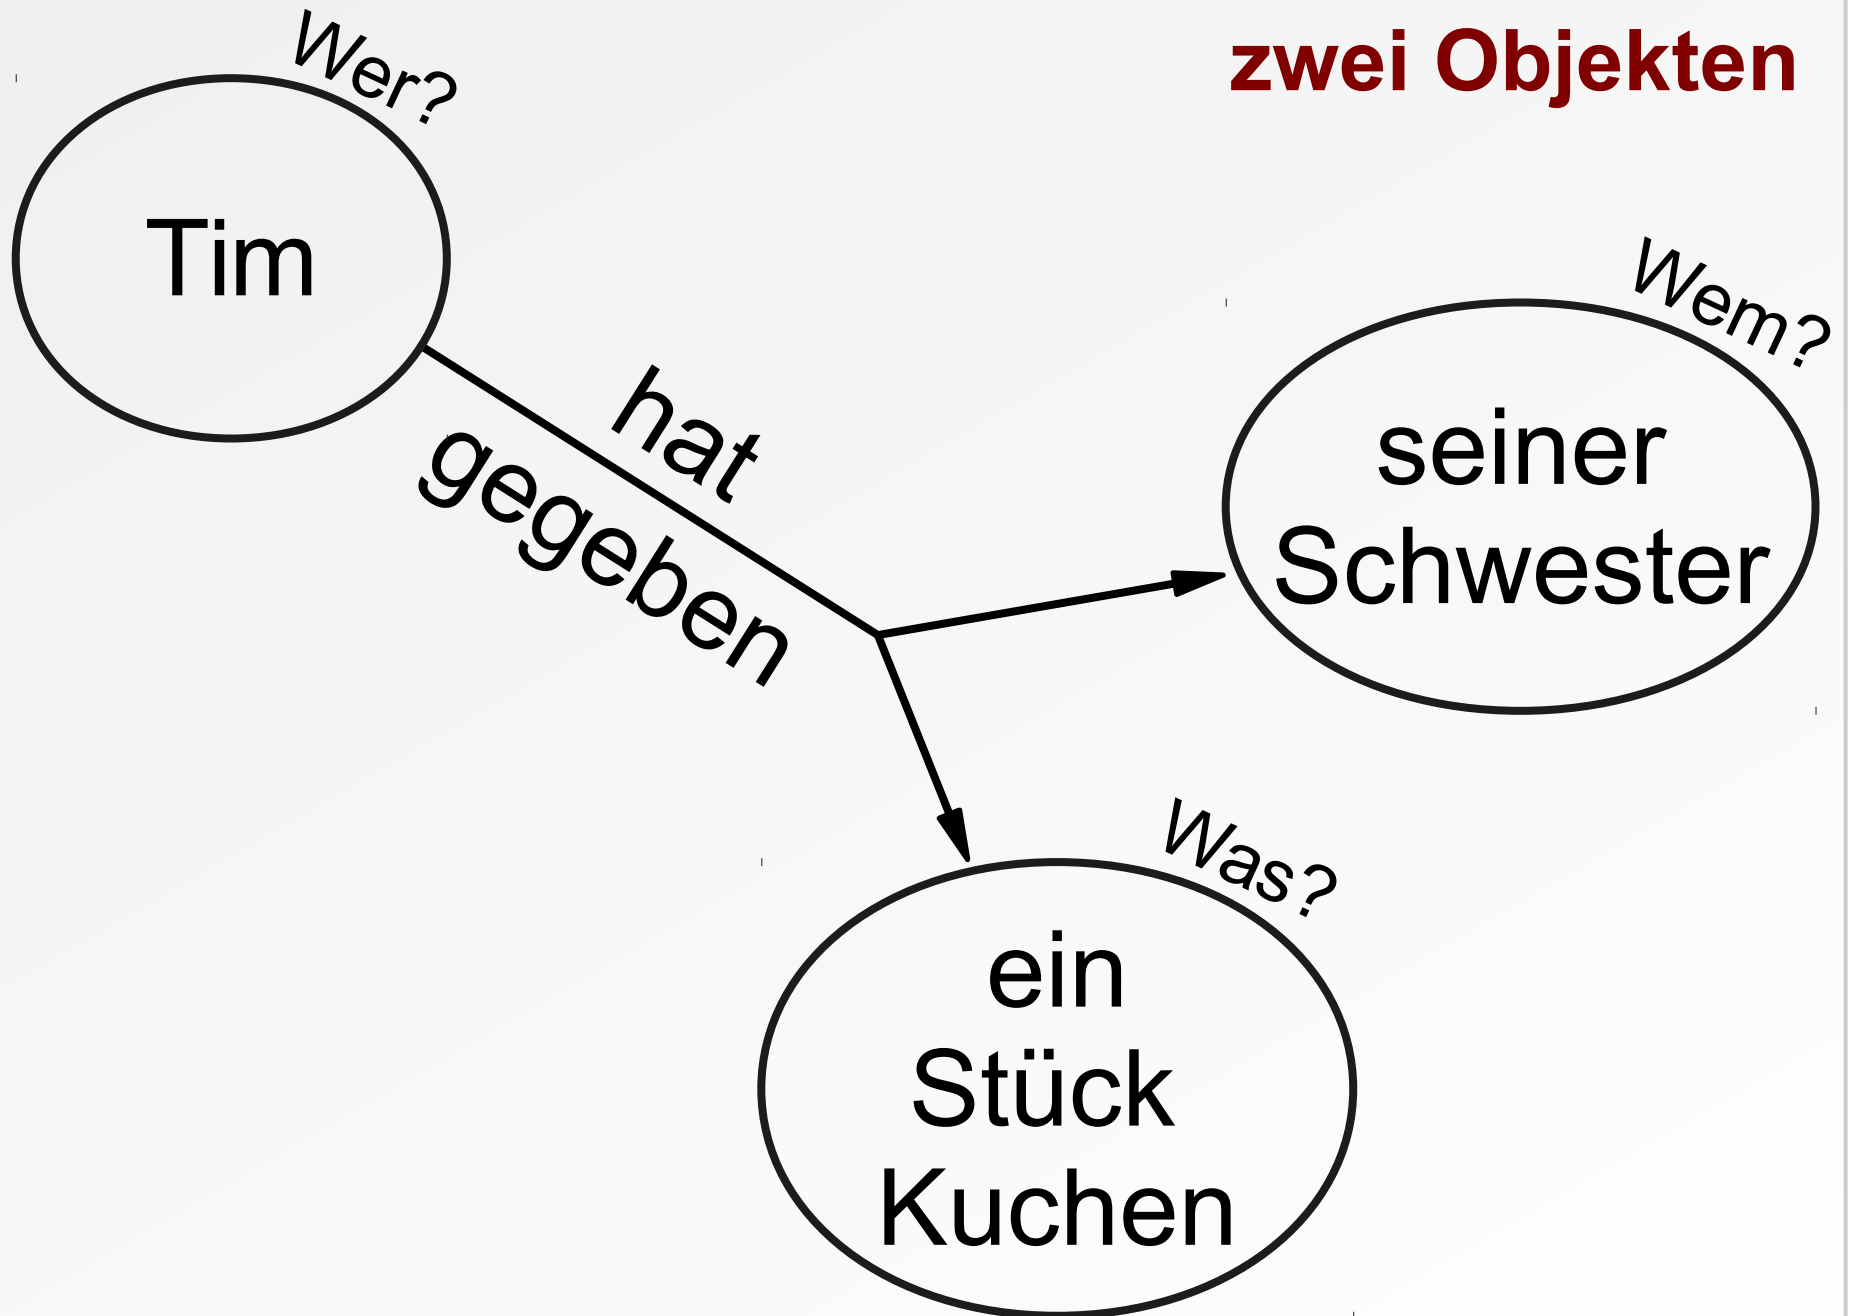 zwei Objekten
Wer?
Tim
hat
gegeben
Wem?
seiner
Schwester
Was?
ein
Stück
Kuchen